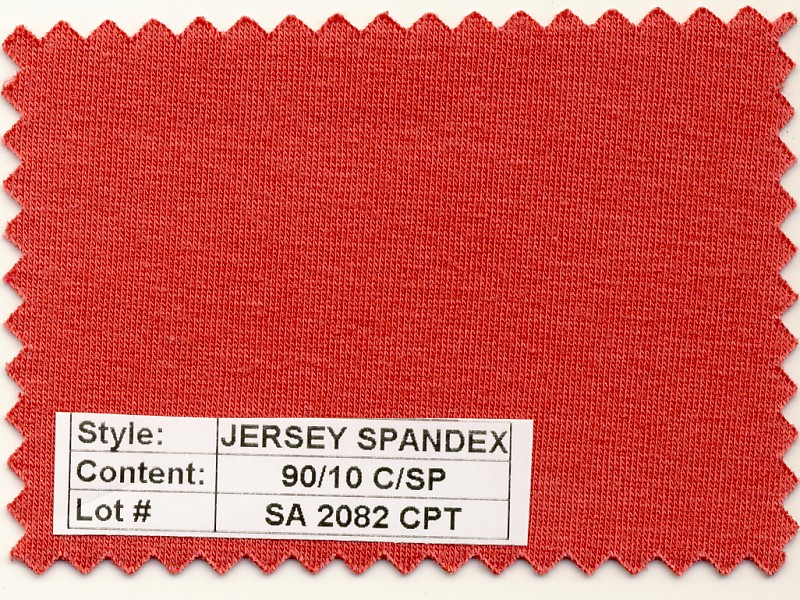 Style: JERSEY SPANDEX
Content: 90/10 C/SP
Lot # SA 2082 CPT